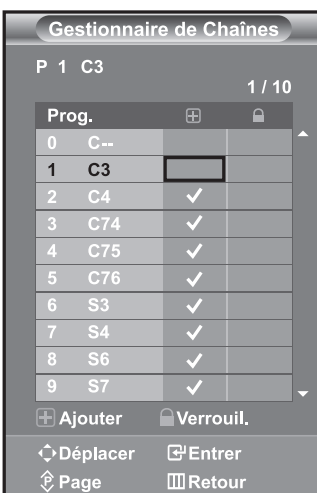 Gestionnaire de Chaînes
P 1 C3
1 / 10
Prog.
0 C--
1 C3
2 C4
3 C74
4 C75
5 C76
6 S3
7 S4
8 S6
9 S7
Ajouter Verrouil.
Déplacer Entrer
Page Retour